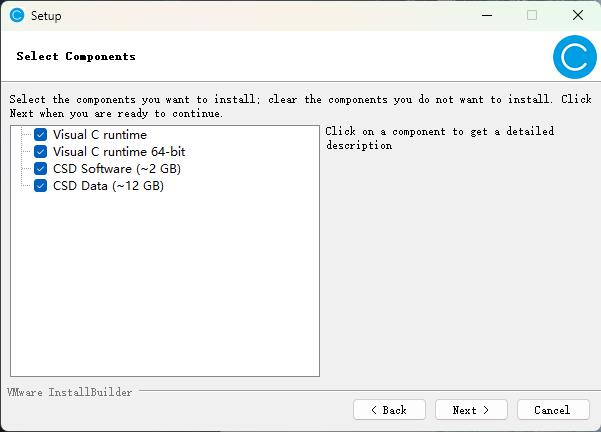 Setup
Select Components
Select the components you want to install; clear the components you do not want to install. Click
Next when you are ready to continue.
Visual C runtime
Visual C runtime 64-bit
CSD Software (~2 GB)
CSD Data (~12 GB)
Click on a component to get a detailed
description
VMware InstallBuilder
< Back
Next >
Cancel